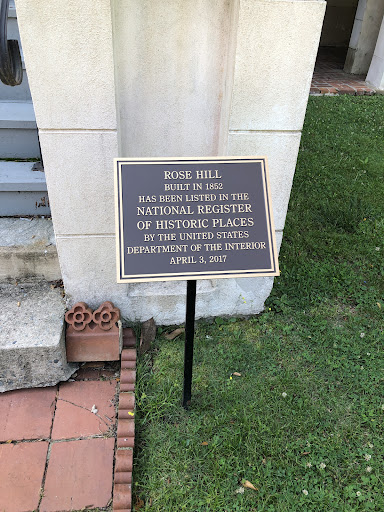 ROSE HILL
BUILT IN 1852
HAS BEEN LISTED IN THE
NATIONAL REGISTER
OF HISTORIC PLACES
BY THE UNITED STATES
DEPARTMENT OF THE INTERIOR
APRIL 3, 2017